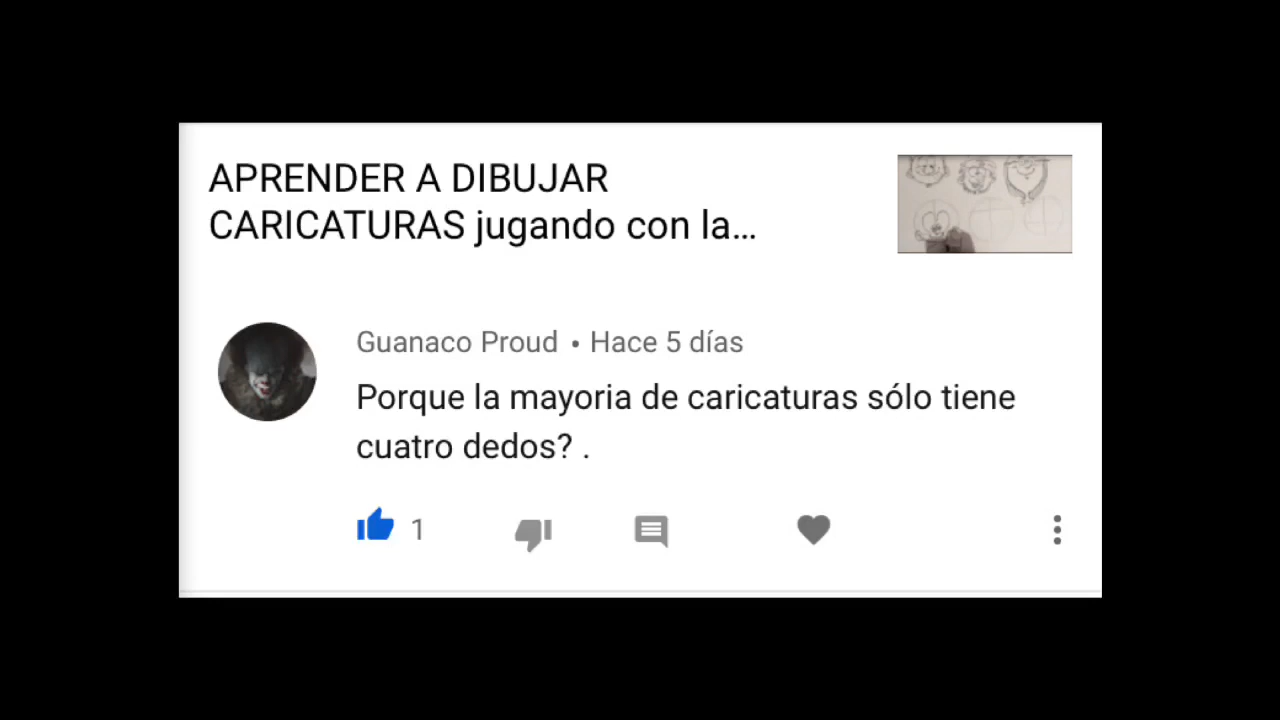 APRENDER A DIBUJAR
CARICATURAS jugando con la...
Guanaco Proud • Hace 5 días
Porque la mayoria de caricaturas sólo tiene
cuatro dedos? .
1